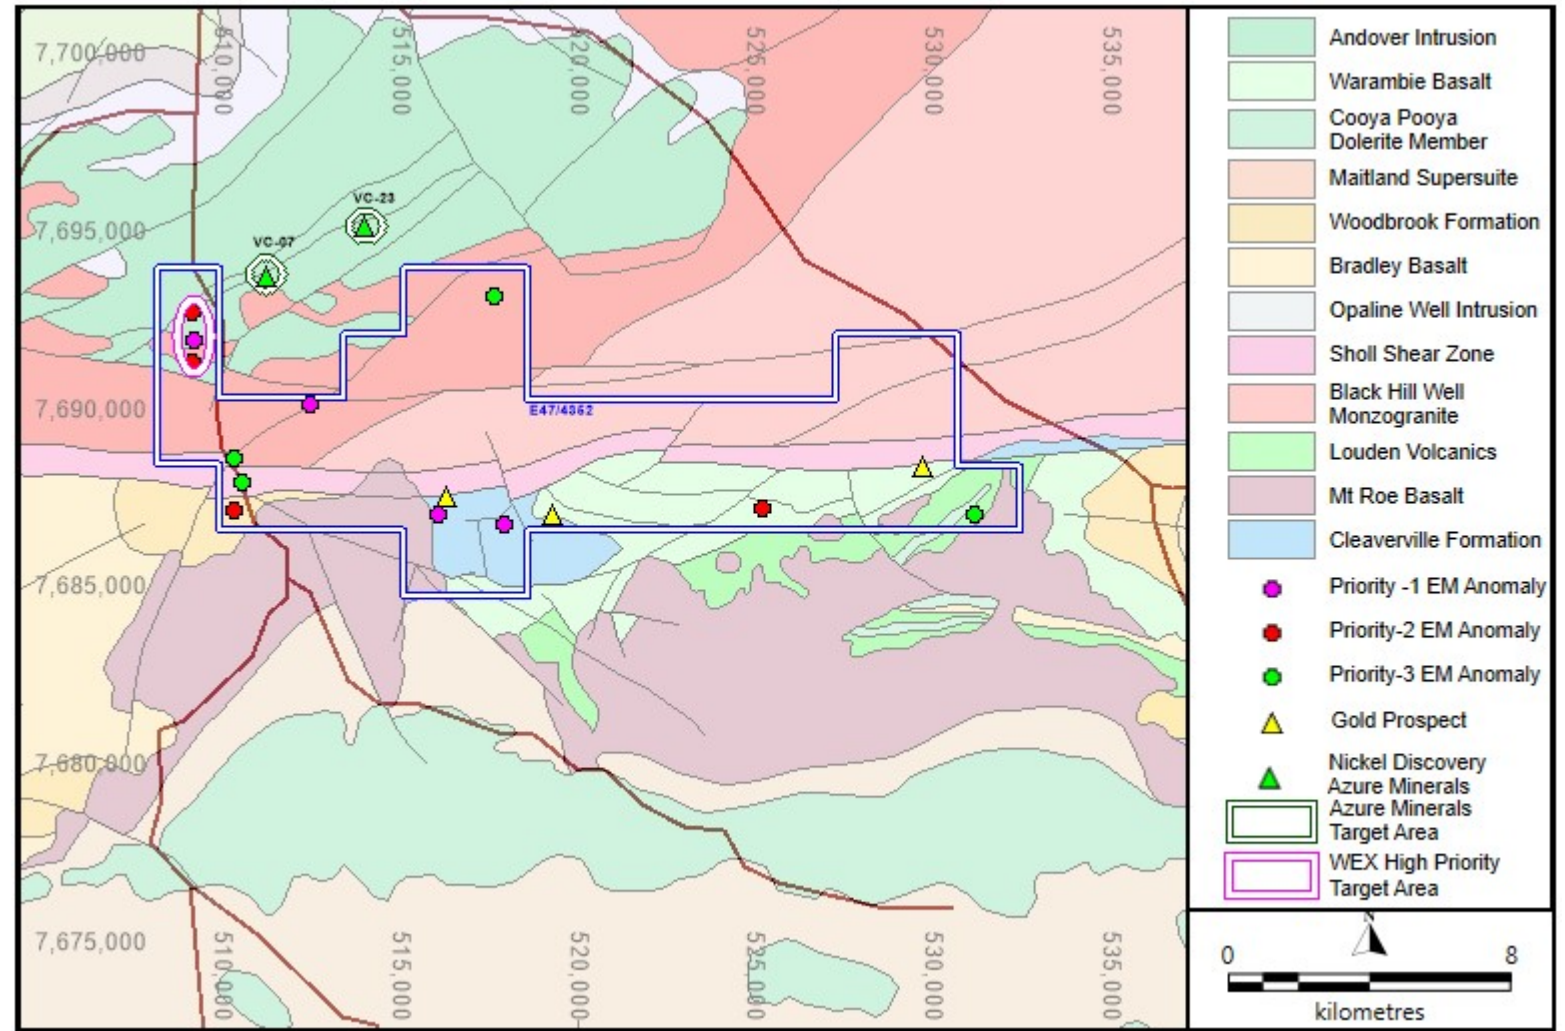 7,700,000
510,000
515,000
520,000
525,000
530,000
535,000
VC-23
7,695,000
VC-07
7,690,000
E47/4352
7,685,000
7,680,000
7,675,000
510,000
515,000
520,000
525,000
530,000
535,000
Andover Intrusion
Warambie Basalt
Cooya Pooya
Dolerite Member
Maitland Supersuite
Woodbrook Formation
Bradley Basalt
Opaline Well Intrusion
Sholl Shear Zone
Black Hill Well
Monzogranite
Louden Volcanics
Mt Roe Basalt
Cleaverville Formation
Priority -1 EM Anomaly
Priority-2 EM Anomaly
Priority-3 EM Anomaly
Gold Prospect
Nickel Discovery
Azure Minerals
Azure Minerals
Target Area
WEX High Priority
Target Area
N
0 8
kilometres